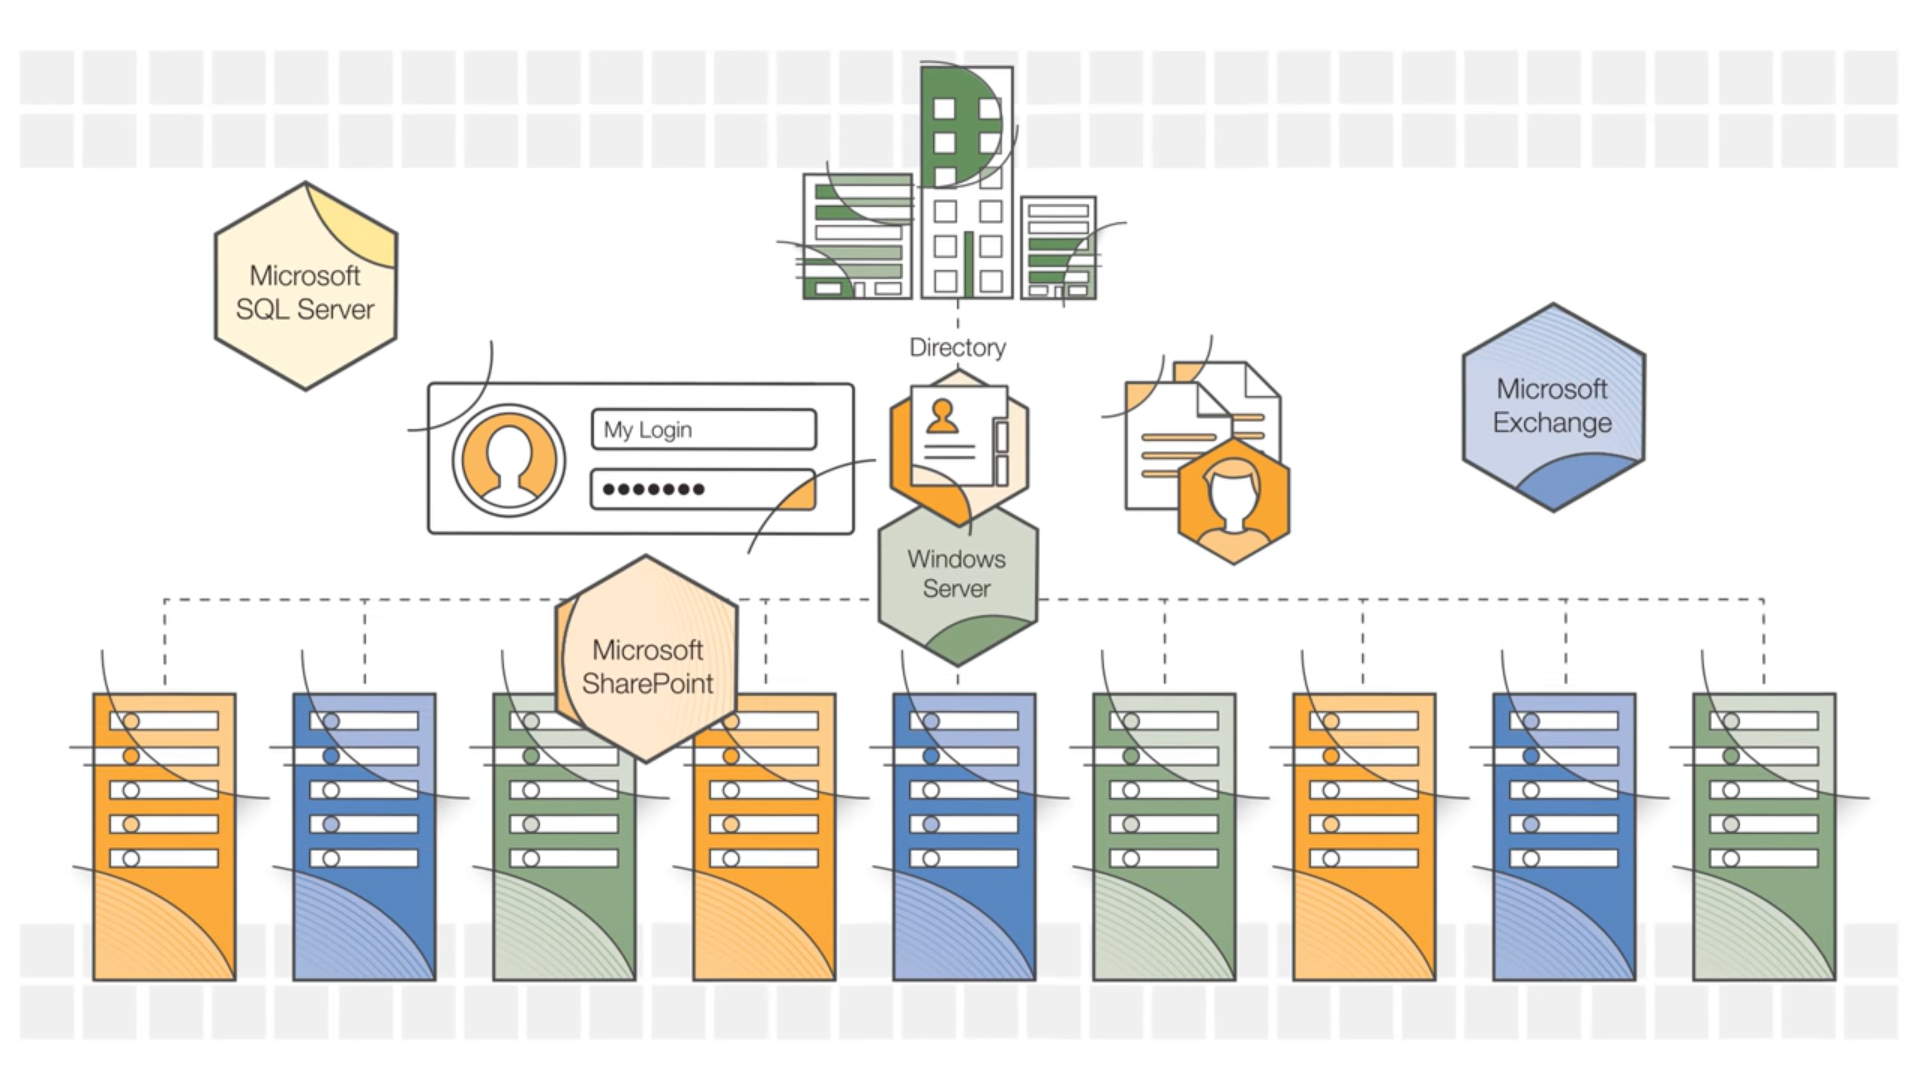 Microsoft
SQL Server
Directory
Microsoft
Exchange
My Login
Windows
Server
Microsoft
SharePoint